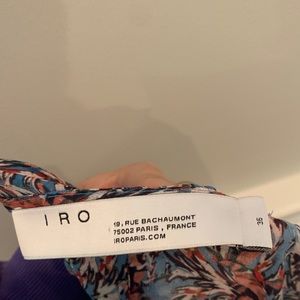 IRO
19, RUE BACHAUMONT
75002 PARIS, FRANCE
IROPARIS.COM
36